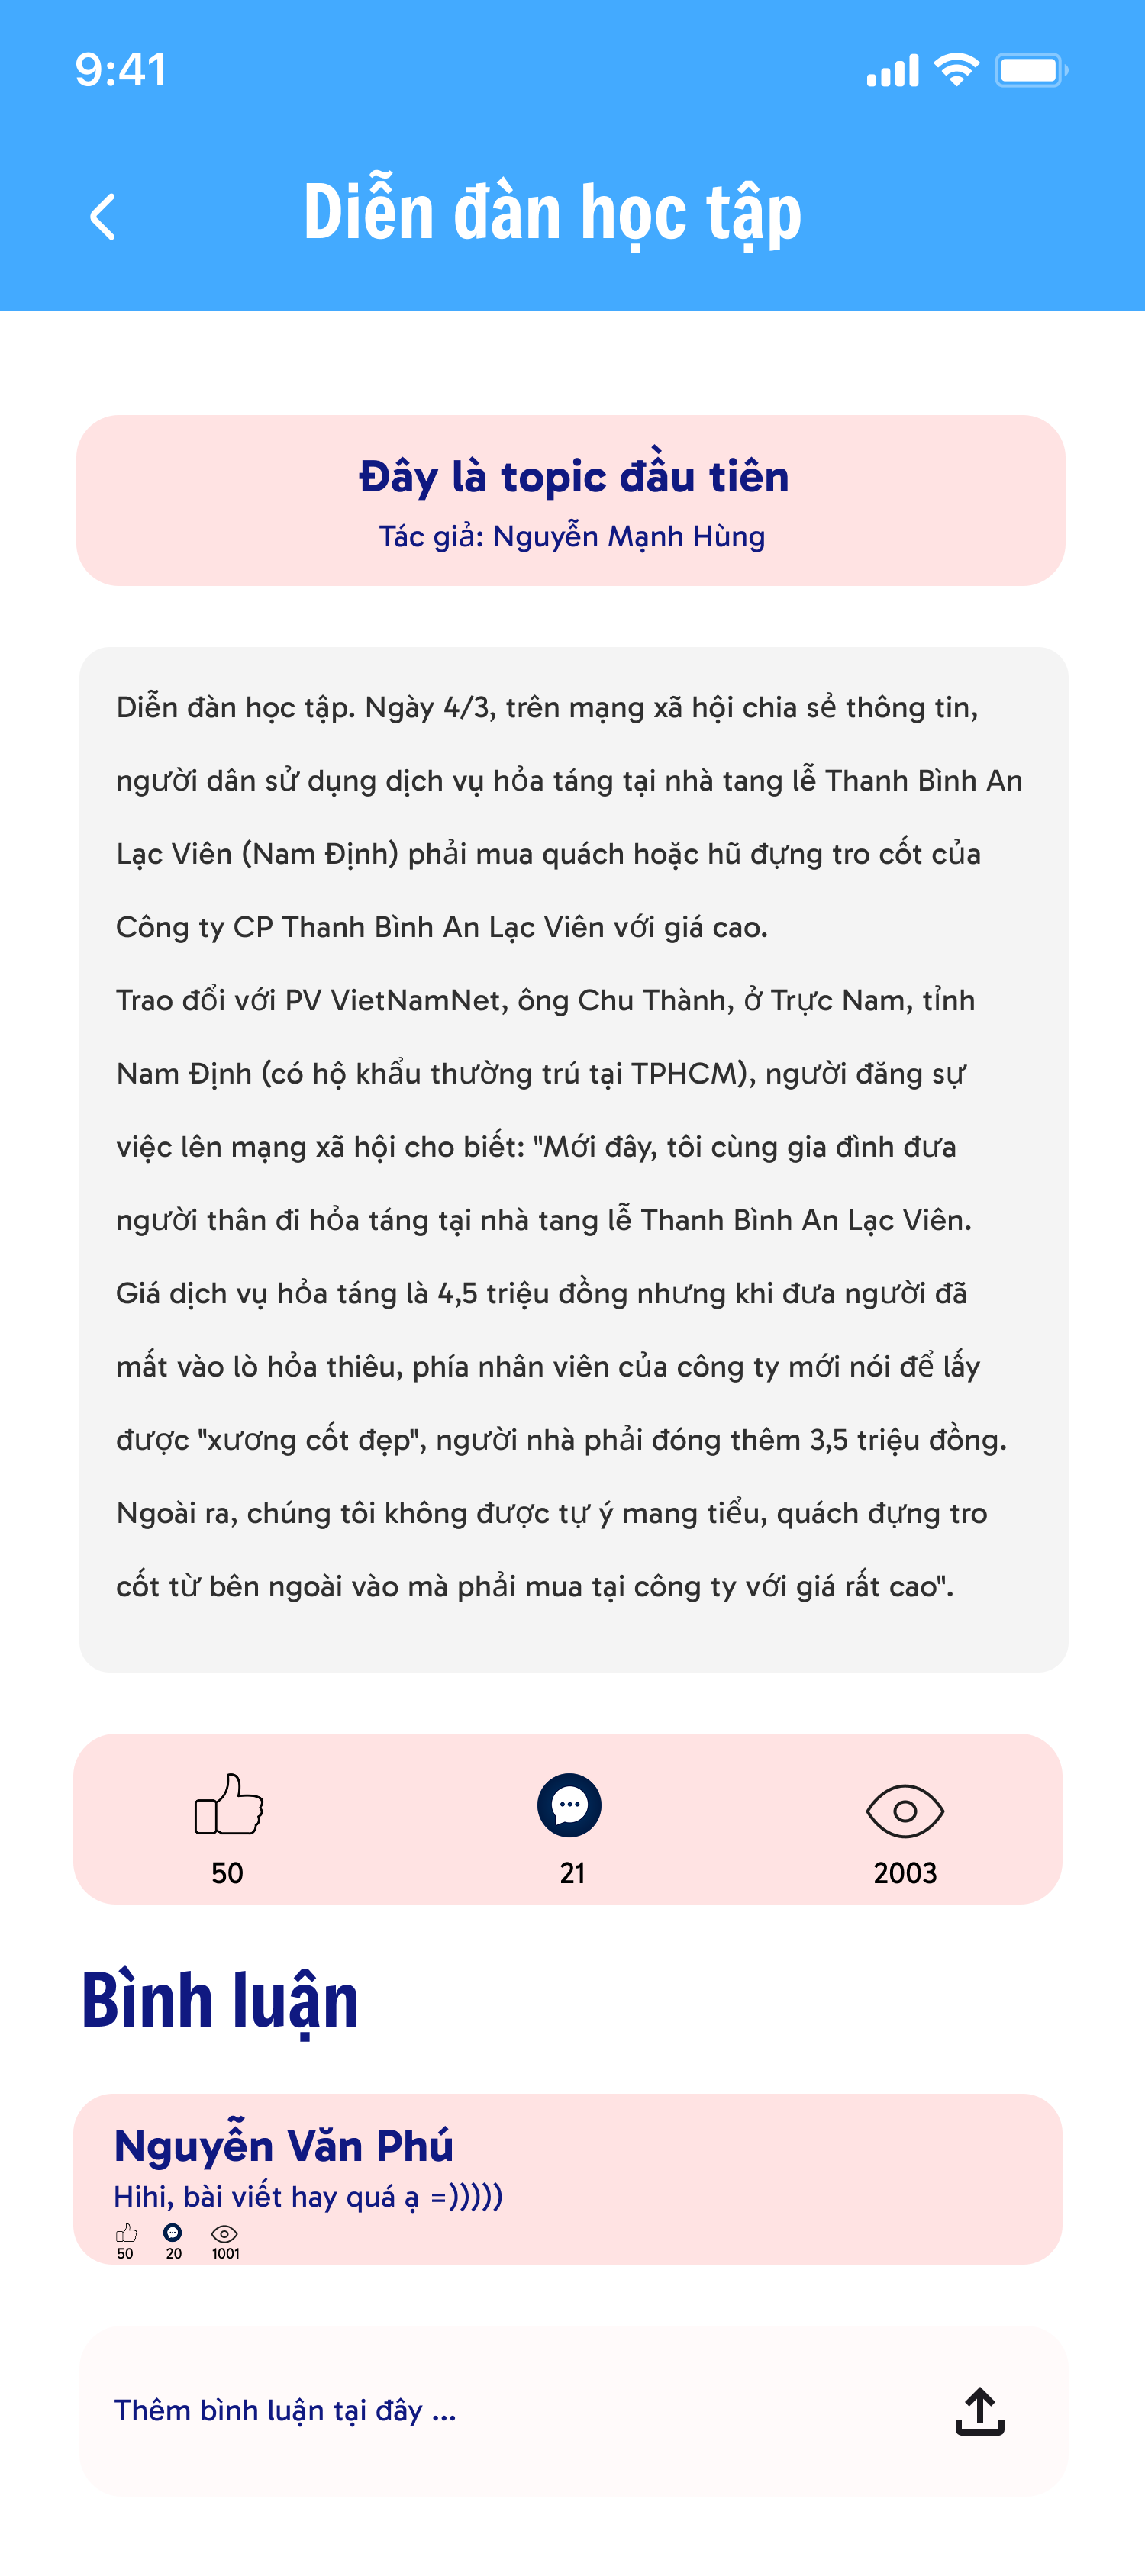 9:41
Diễn đàn học tập
Đây là topic đầu tiên
Tác giả: Nguyễn Mạnh Hùng
Diễn đàn học tập. Ngày 4/3, trên mạng xã hội chia sẻ thông tin,
người dân sử dụng dịch vụ hỏa táng tại nhà tang lễ Thanh Bình An
Lạc Viên (Nam Định) phải mua quách hoặc hũ đựng tro cốt của
Công ty CP Thanh Bình An Lạc Viên với giá cao.
Trao đổi với PV VietNamNet, ông Chu Thành, ở Trực Nam, tỉnh
Nam Định (có hộ khẩu thường trú tại TPHCM), người đăng sự
việc lên mạng xã hội cho biết: "Mới đây, tôi cùng gia đình đưa
người thân đi hỏa táng tại nhà tang lễ Thanh Bình An Lạc Viên.
Giá dịch vụ hỏa táng là 4,5 triệu đồng nhưng khi đưa người đã
mất vào lò hỏa thiêu, phía nhân viên của công ty mới nói để lấy
được "xương cốt đẹp", người nhà phải đóng thêm 3,5 triệu đồng.
Ngoài ra, chúng tôi không được tự ý mang tiểu, quách đựng tro
cốt từ bên ngoài vào mà phải mua tại công ty với giá rất cao".
50 21 2003
Bình luận
Nguyễn Văn Phú
Hihi, bài viết hay quá ạ =)))))
50 20 1001
Thêm bình luận tại đây ...